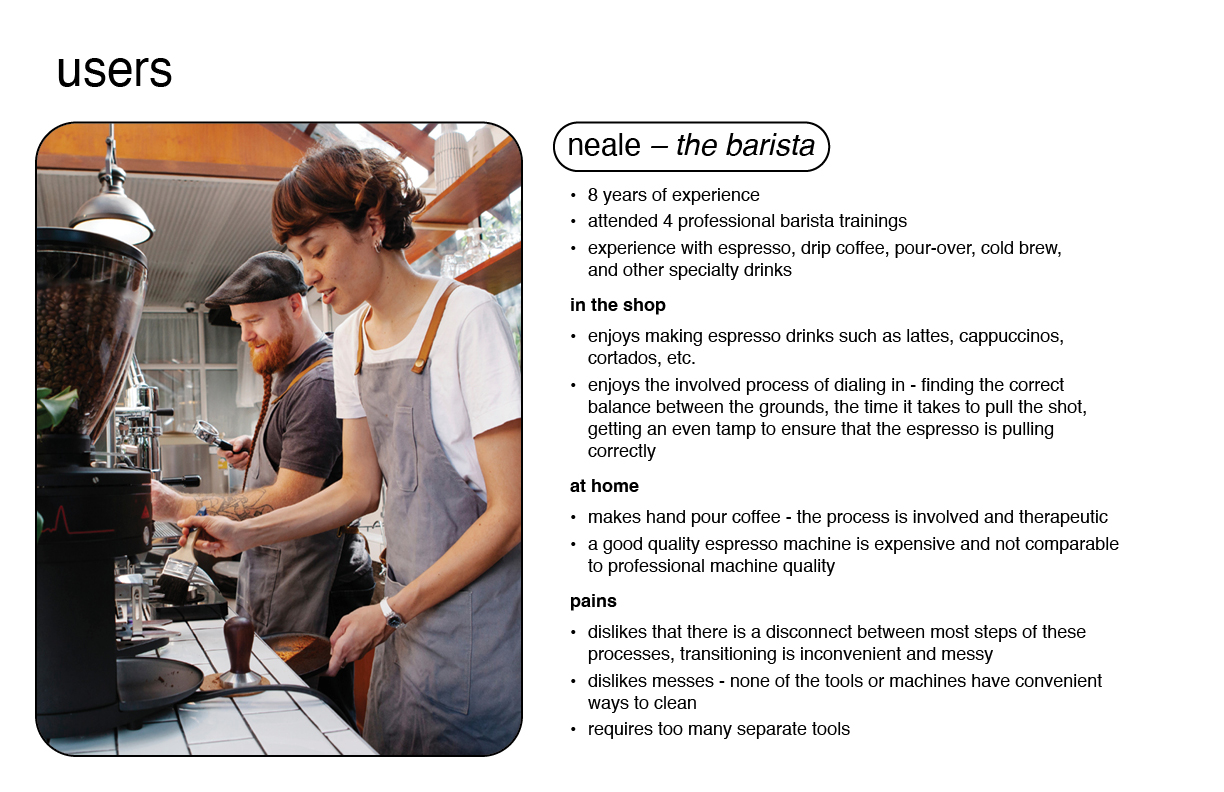 users
neale – the barista
• 8 years of experience
• attended 4 professional barista trainings
• experience with espresso, drip coffee, pour-over, cold brew,
and other specialty drinks
in the shop
• enjoys making espresso drinks such as lattes, cappuccinos,
cortados, etc.
• enjoys the involved process of dialing in - finding the correct
balance between the grounds, the time it takes to pull the shot,
getting an even tamp to ensure that the espresso is pulling
correctly
at home
• makes hand pour coffee - the process is involved and therapeutic
• a good quality espresso machine is expensive and not comparable
to professional machine quality
pains
• dislikes that there is a disconnect between most steps of these
processes, transitioning is inconvenient and messy
• dislikes messes - none of the tools or machines have convenient
ways to clean
• requires too many separate tools